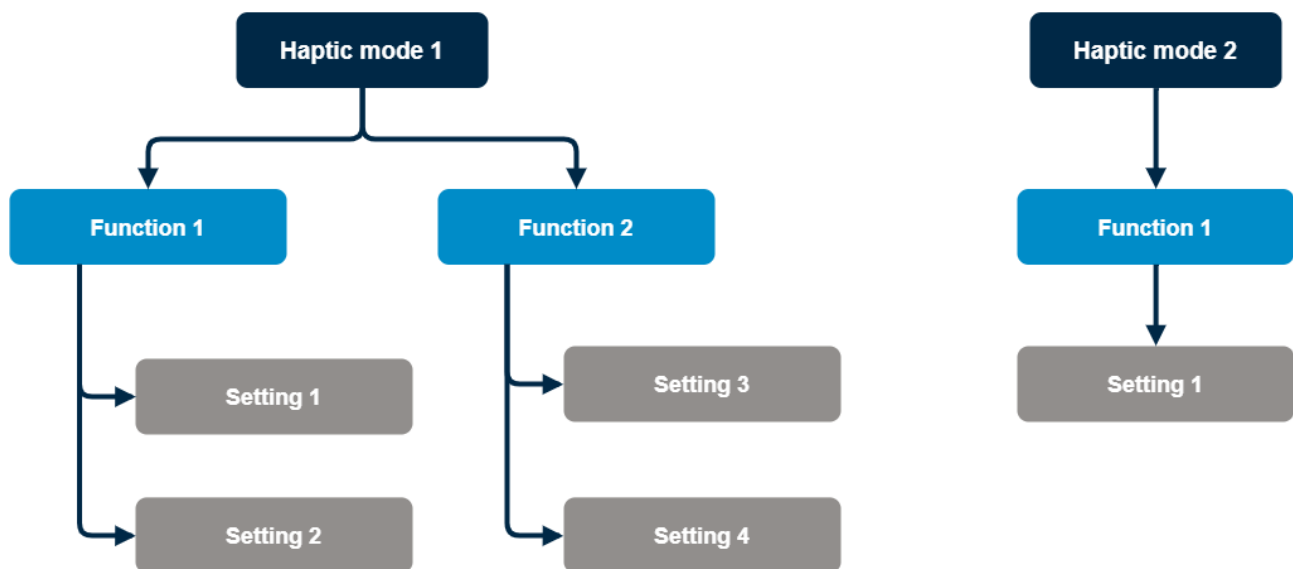 Haptic mode 1
Haptic mode 2
Function 1
Function 2
Function 1
Setting 1
Setting 3
Setting 1
Setting 2
Setting 4